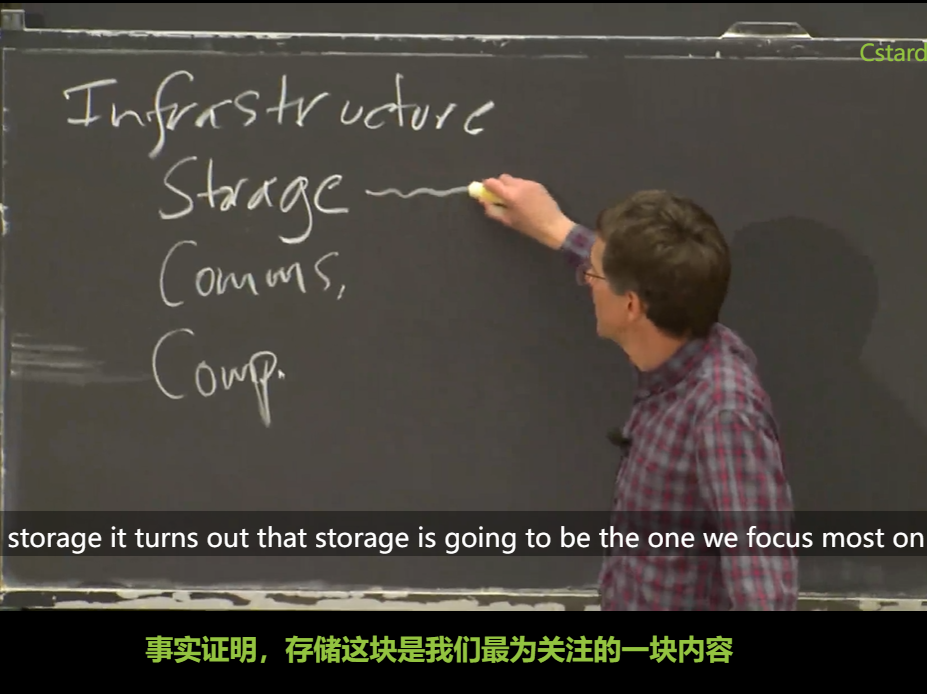 Cstard
Infrastructure
Storage
Comms.
Comp.
storage it turns out that storage is going to be the one we focus most on
事实证明，存储这块是我们最为关注的一块内容